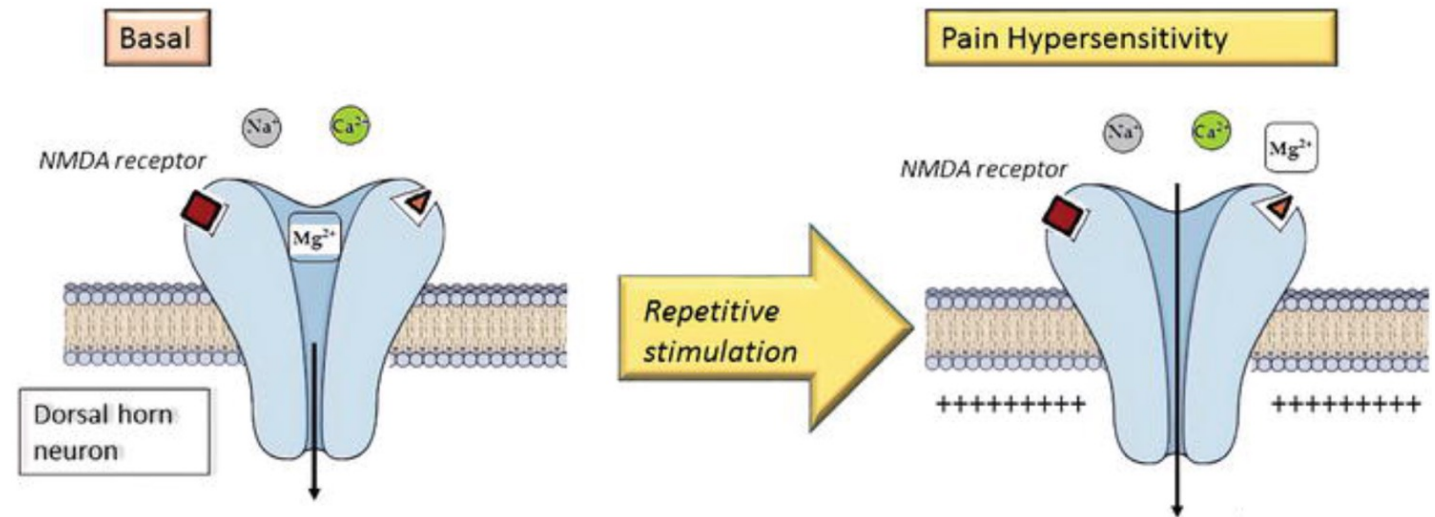 Basal
Pain Hypersensitivity
Na⁺
Ca²⁺
NMDA receptor
Mg²⁺
Na⁺
Ca²⁺
Mg²⁺
NMDA receptor
Repetitive
stimulation
Dorsal horn
neuron
+++++++++
+++++++++